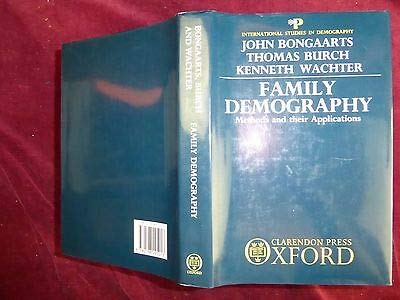 INTERNATIONAL STUDIES IN DEMOGRAPHY
JOHN BONGAARTS
THOMAS BURCH
KENNETH WACHTER
FAMILY
DEMOGRAPHY
Methods and their Applications
CLARENDON PRESS
OXFORD
BONGAARTS, BURCH
AND WACHTER
FAMILY DEMOGRAPHY
OXFORD